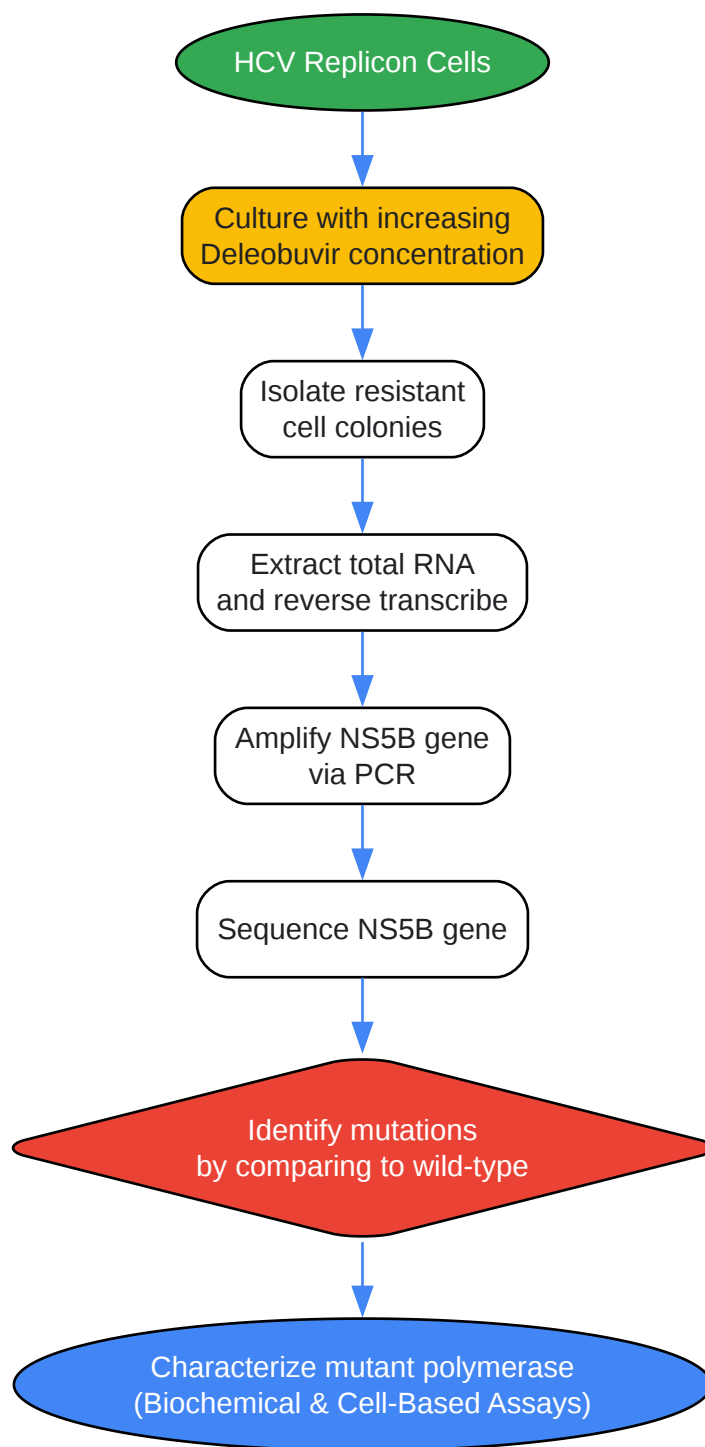 HCV Replicon Cells
Culture with increasing
Deleobuvir concentration
Isolate resistant
cell colonies
Extract total RNA
and reverse transcribe
Amplify NS5B gene
via PCR
Sequence NS5B gene
Identify mutations
by comparing to wild-type
Characterize mutant polymerase
(Biochemical & Cell-Based Assays)